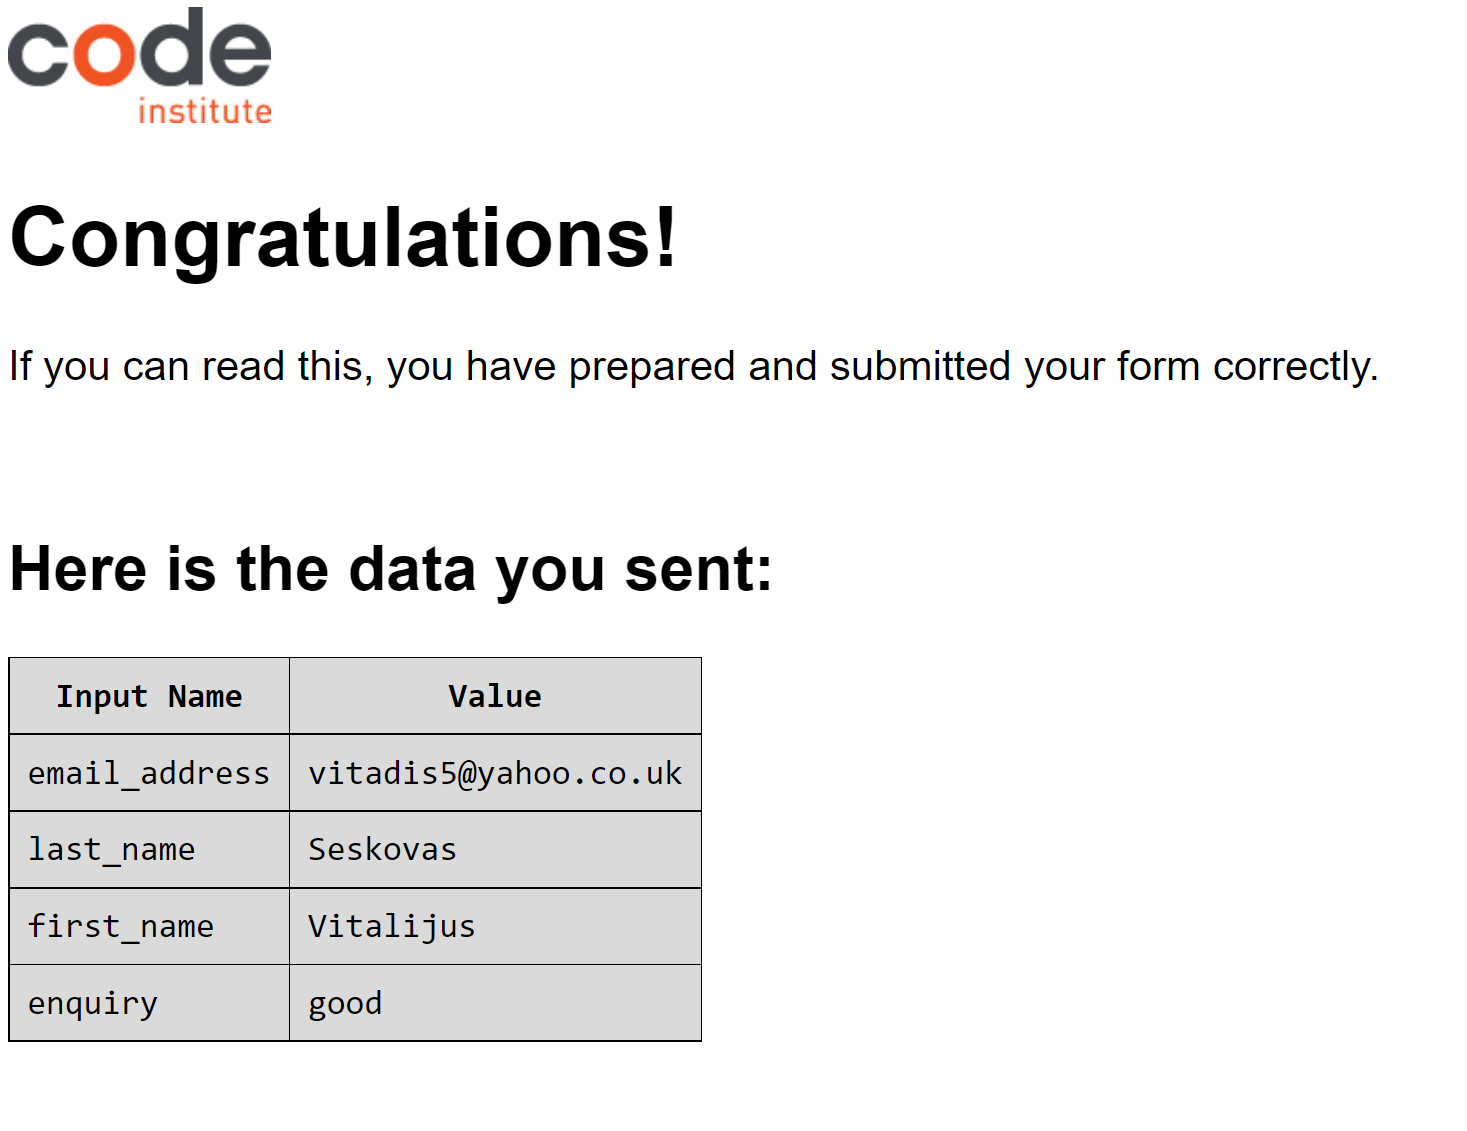 code
institute
Congratulations!
If you can read this, you have prepared and submitted your form correctly.
Here is the data you sent:
Input Name Value
email_address vitadis5@yahoo.co.uk
last_name Seskovas
first_name Vitalijus
enquiry good